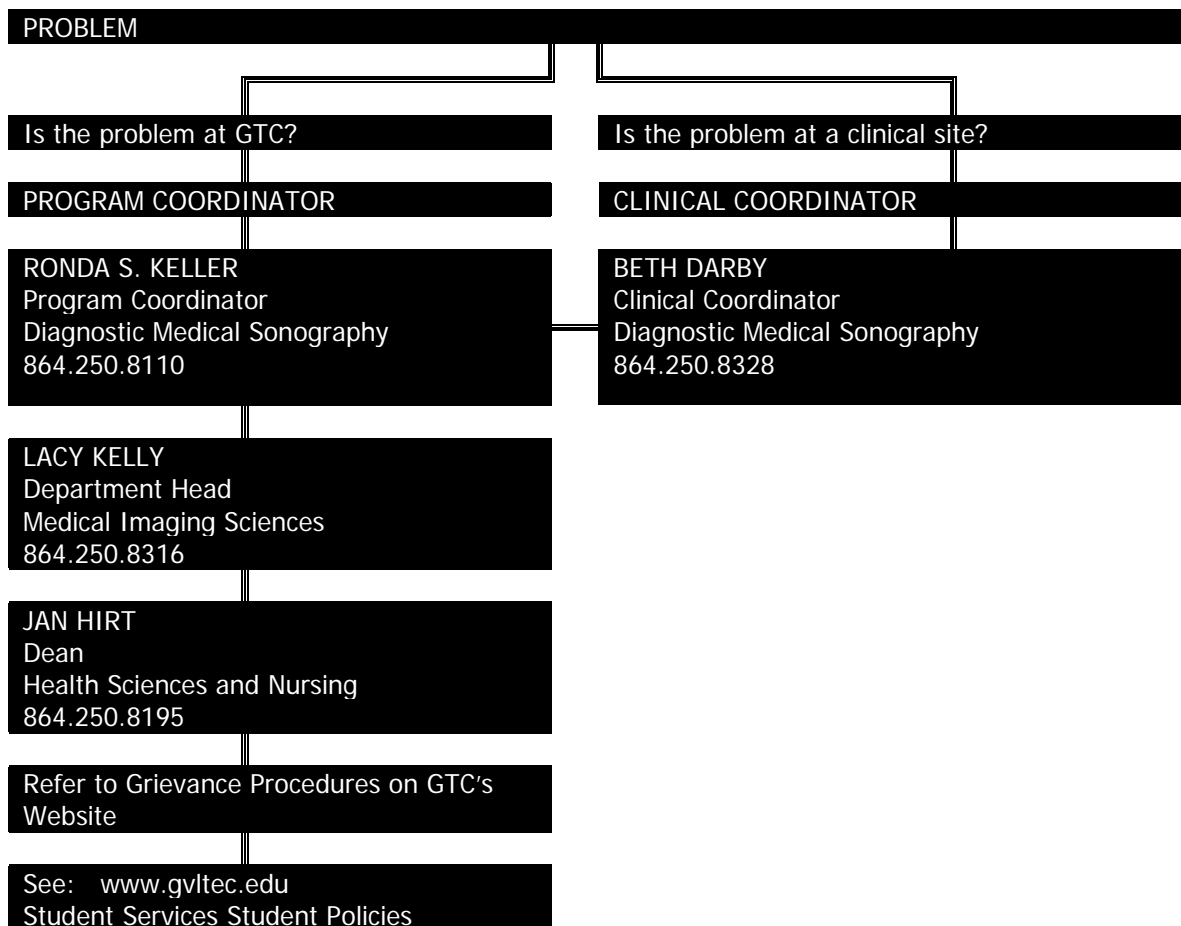 PROBLEM
Is the problem at GTC?
Is the problem at a clinical site?
PROGRAM COORDINATOR
CLINICAL COORDINATOR
RONDA S. KELLER
Program Coordinator
Diagnostic Medical Sonography
864.250.8110
BETH DARBY
Clinical Coordinator
Diagnostic Medical Sonography
864.250.8328
LACY KELLY
Department Head
Medical Imaging Sciences
864.250.8316
JAN HIRT
Dean
Health Sciences and Nursing
864.250.8195
Refer to Grievance Procedures on GTC's
Website
See: www.gvltec.edu
Student Services Student Policies